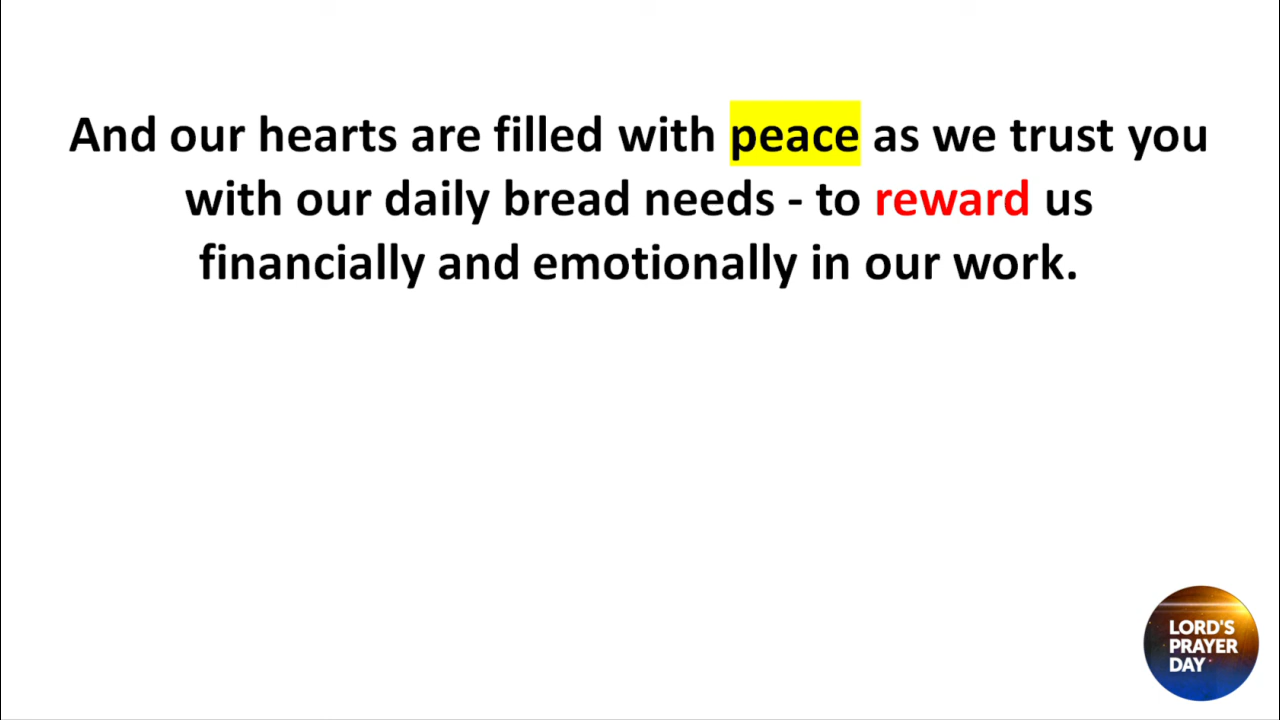 And our hearts are filled with peace as we trust you
with our daily bread needs - to reward us
financially and emotionally in our work.
LORD'S
PRAYER
DAY